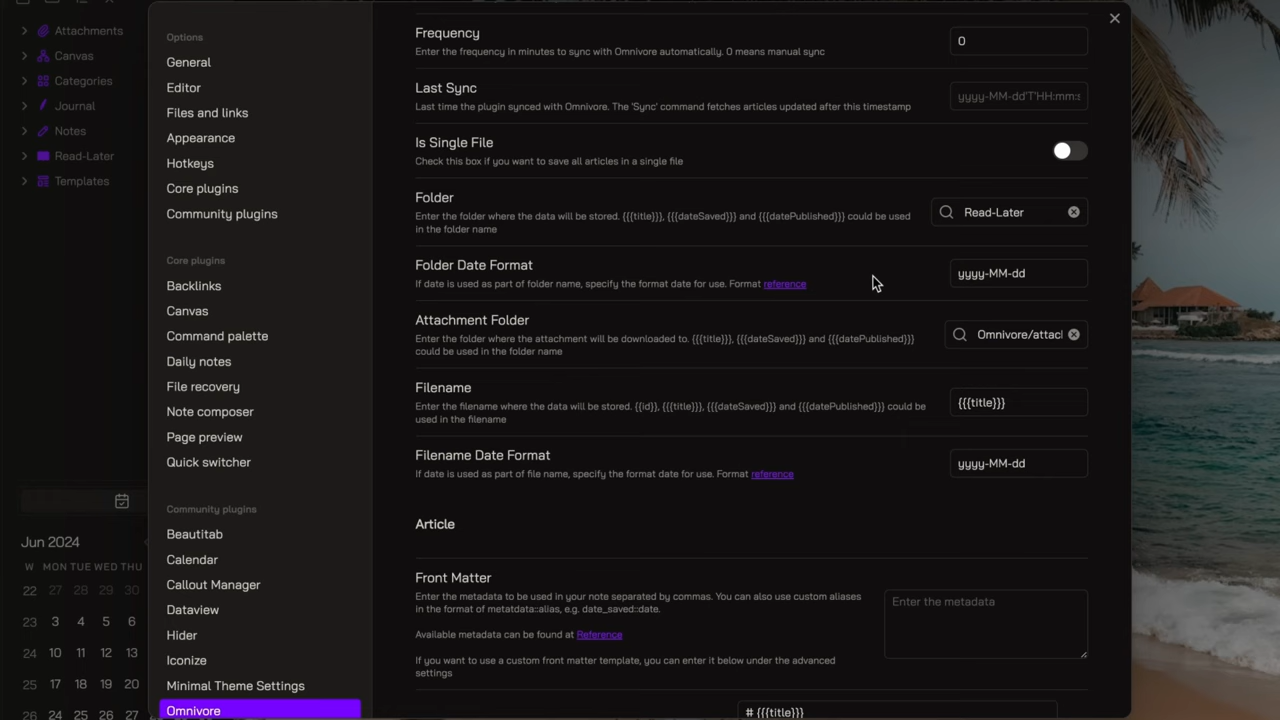 Attachments
Canvas
Categories
Journal
Notes
Read-Later
Templates
Jun 2024
W MON TUE WED THU
22 27 28 29 30
23 3 4 5 6
24 10 11 12 13
25 17 18 19 20
26 24 25 26 27
Options
General
Editor
Files and links
Appearance
Hotkeys
Core plugins
Community plugins
Core plugins
Backlinks
Canvas
Command palette
Daily notes
File recovery
Note composer
Page preview
Quick switcher
Community plugins
Beautitab
Calendar
Callout Manager
Dataview
Hider
Iconize
Minimal Theme Settings
Omnivore
Frequency
Enter the frequency in minutes to sync with Omnivore automatically. 0 means manual sync
0
Last Sync
Last time the plugin synced with Omnivore. The 'Sync' command fetches articles updated after this timestamp
yyyy-MM-dd'T'HH:mm:s
Is Single File
Check this box if you want to save all articles in a single file
Folder
Enter the folder where the data will be stored. {{{title}}}, {{{dateSaved}}} and {{{datePublished}}} could be used
in the folder name
Read-Later
Folder Date Format
If date is used as part of folder name, specify the format date for use. Format reference
yyyy-MM-dd
Attachment Folder
Enter the folder where the attachment will be downloaded to. {{{title}}}, {{{dateSaved}}} and {{{datePublished}}}
could be used in the folder name
Omnivore/attac
Filename
Enter the filename where the data will be stored. {{id}}, {{{title}}}, {{{dateSaved}}} and {{{datePublished}}} could be
used in the filename
{{{title}}}
Filename Date Format
If date is used as part of file name, specify the format date for use. Format reference
yyyy-MM-dd
Article
Front Matter
Enter the metadata to be used in your note separated by commas. You can also use custom aliases
in the format of metatdata::alias, e.g. date_saved::date.
Available metadata can be found at Reference
If you want to use a custom front matter template, you can enter it below under the advanced
settings
Enter the metadata
# {{{title}}}